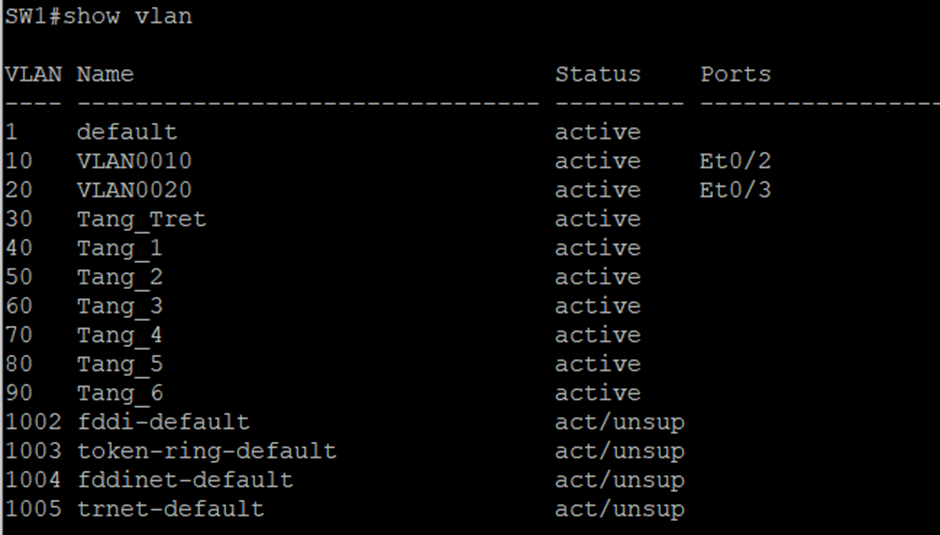 SW1#show vlan
VLAN Name                             Status    Ports
---- -------------------------------- --------- -----------------
1    default                          active
10   VLAN0010                         active    Et0/2
20   VLAN0020                         active    Et0/3
30   Tang_Tret                        active
40   Tang_1                           active
50   Tang_2                           active
60   Tang_3                           active
70   Tang_4                           active
80   Tang_5                           active
90   Tang_6                           active
1002 fddi-default                     act/unsup
1003 token-ring-default               act/unsup
1004 fddinet-default                  act/unsup
1005 trnet-default                    act/unsup